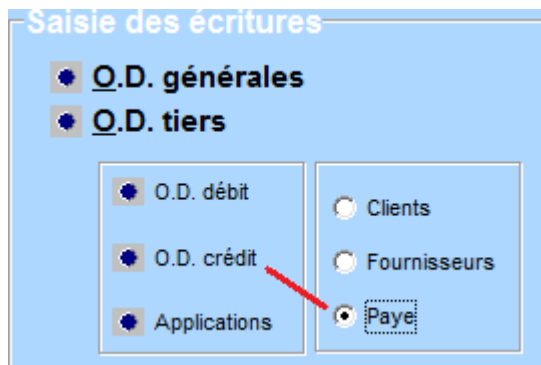 Saisie des écritures
O.D. générales
O.D. tiers
O.D. débit
O.D. crédit
Applications
Clients
Fournisseurs
Paye